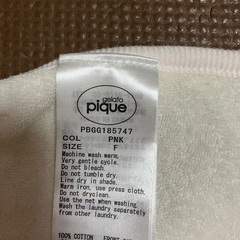 gelato
pique
PBGG185747
COL PNK
SIZE F
Machine wash warm.
Very gentle cycle.
Do not bleach.
Do not tumble dry.
Line dry in shade.
Warm iron, use press cloth.
Do not dry clean.
Use the net when washing.
Wash the laundry separately
from other laundry.
100% COTTON